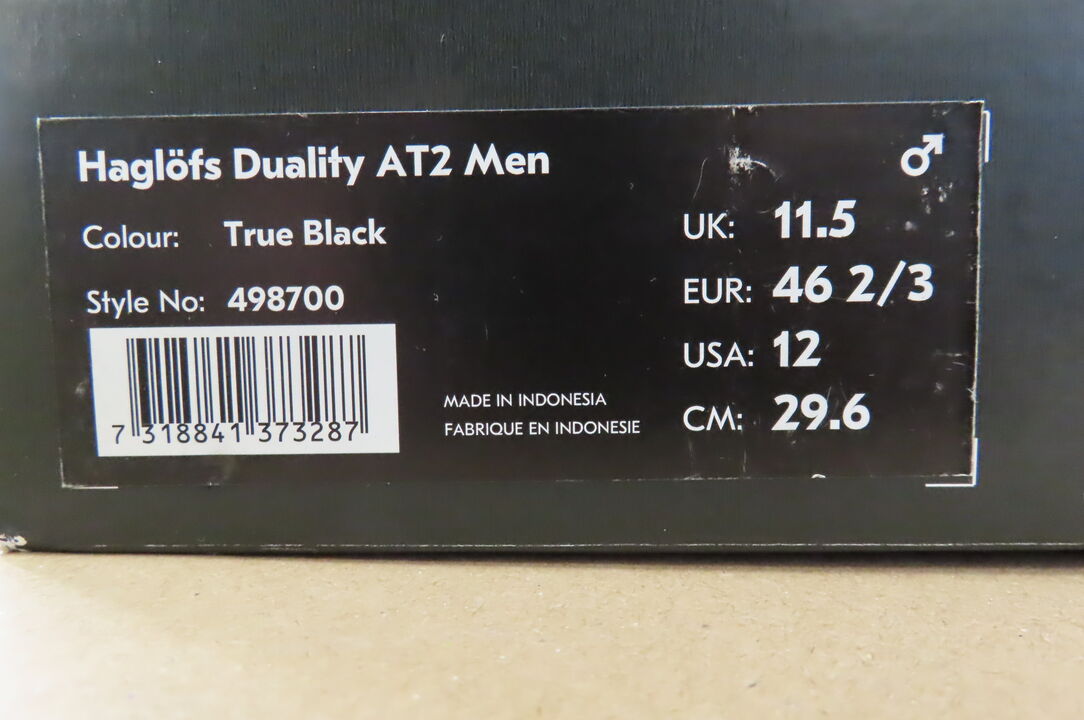 Haglöfs Duality AT2 Men
Colour: True Black
Style No: 498700
7 318841 373287
MADE IN INDONESIA
FABRIQUE EN INDONESIE
UK: 11.5
EUR: 46 2/3
USA: 12
CM: 29.6